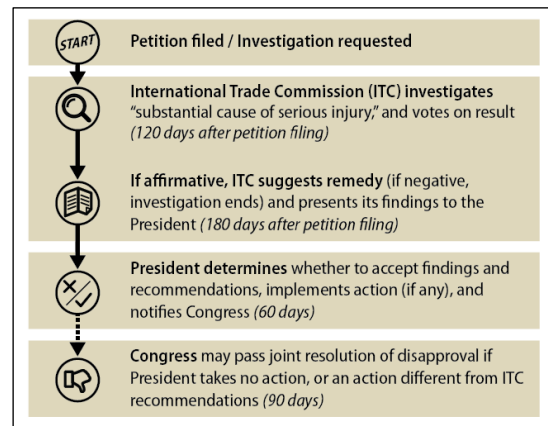 START
Petition filed / Investigation requested
International Trade Commission (ITC) investigates
“substantial cause of serious injury,” and votes on result
(120 days after petition filing)
If affirmative, ITC suggests remedy (if negative,
investigation ends) and presents its findings to the
President (180 days after petition filing)
President determines whether to accept findings and
recommendations, implements action (if any), and
notifies Congress (60 days)
Congress may pass joint resolution of disapproval if
President takes no action, or an action different from ITC
recommendations (90 days)